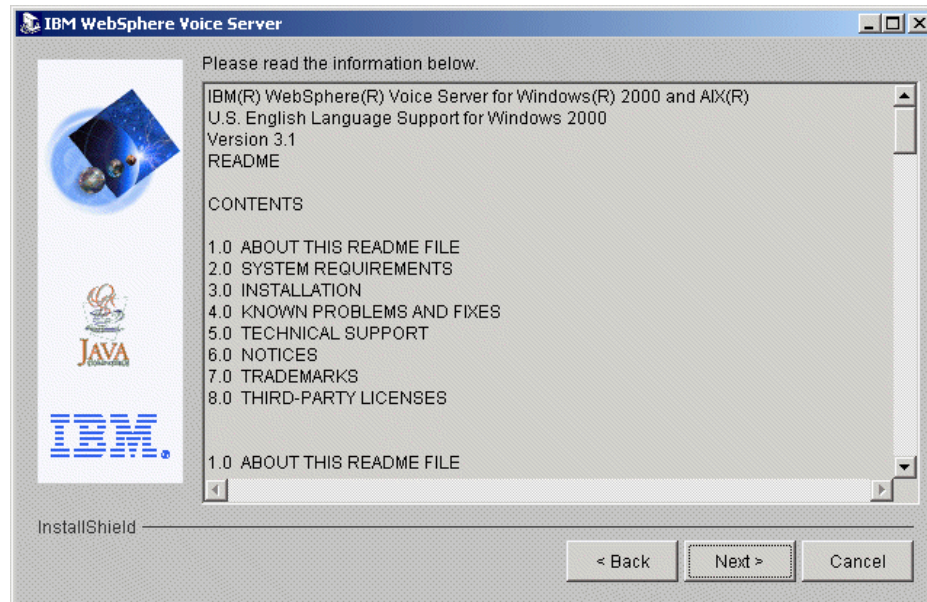 IBM WebSphere Voice Server
Please read the information below.
IBM(R) WebSphere(R) Voice Server for Windows(R) 2000 and AIX(R)
U.S. English Language Support for Windows 2000
Version 3.1
README
CONTENTS
1.0 ABOUT THIS README FILE
2.0 SYSTEM REQUIREMENTS
3.0 INSTALLATION
4.0 KNOWN PROBLEMS AND FIXES
5.0 TECHNICAL SUPPORT
6.0 NOTICES
7.0 TRADEMARKS
8.0 THIRD-PARTY LICENSES
1.0 ABOUT THIS README FILE
JAVA
IBM.
InstallShield
< Back
Next >
Cancel